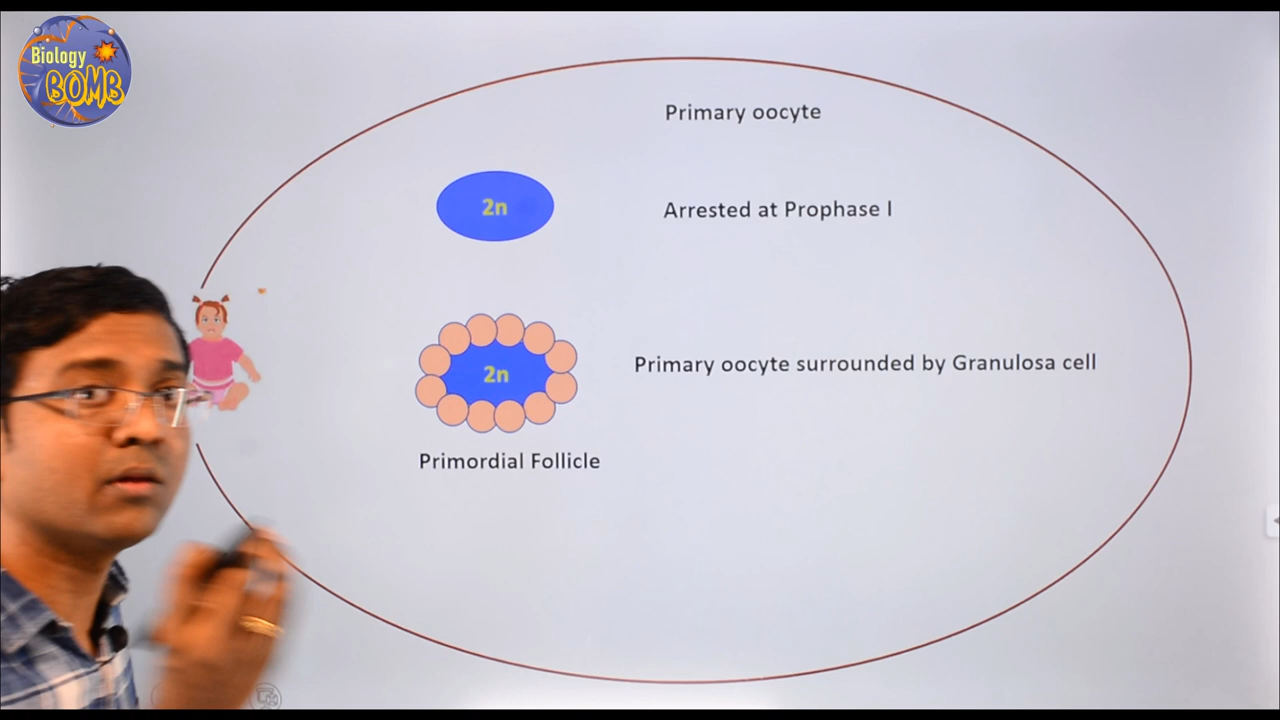 Biology
BOMB
Primary oocyte
2n
Arrested at Prophase I
2n
Primary oocyte surrounded by Granulosa cell
Primordial Follicle